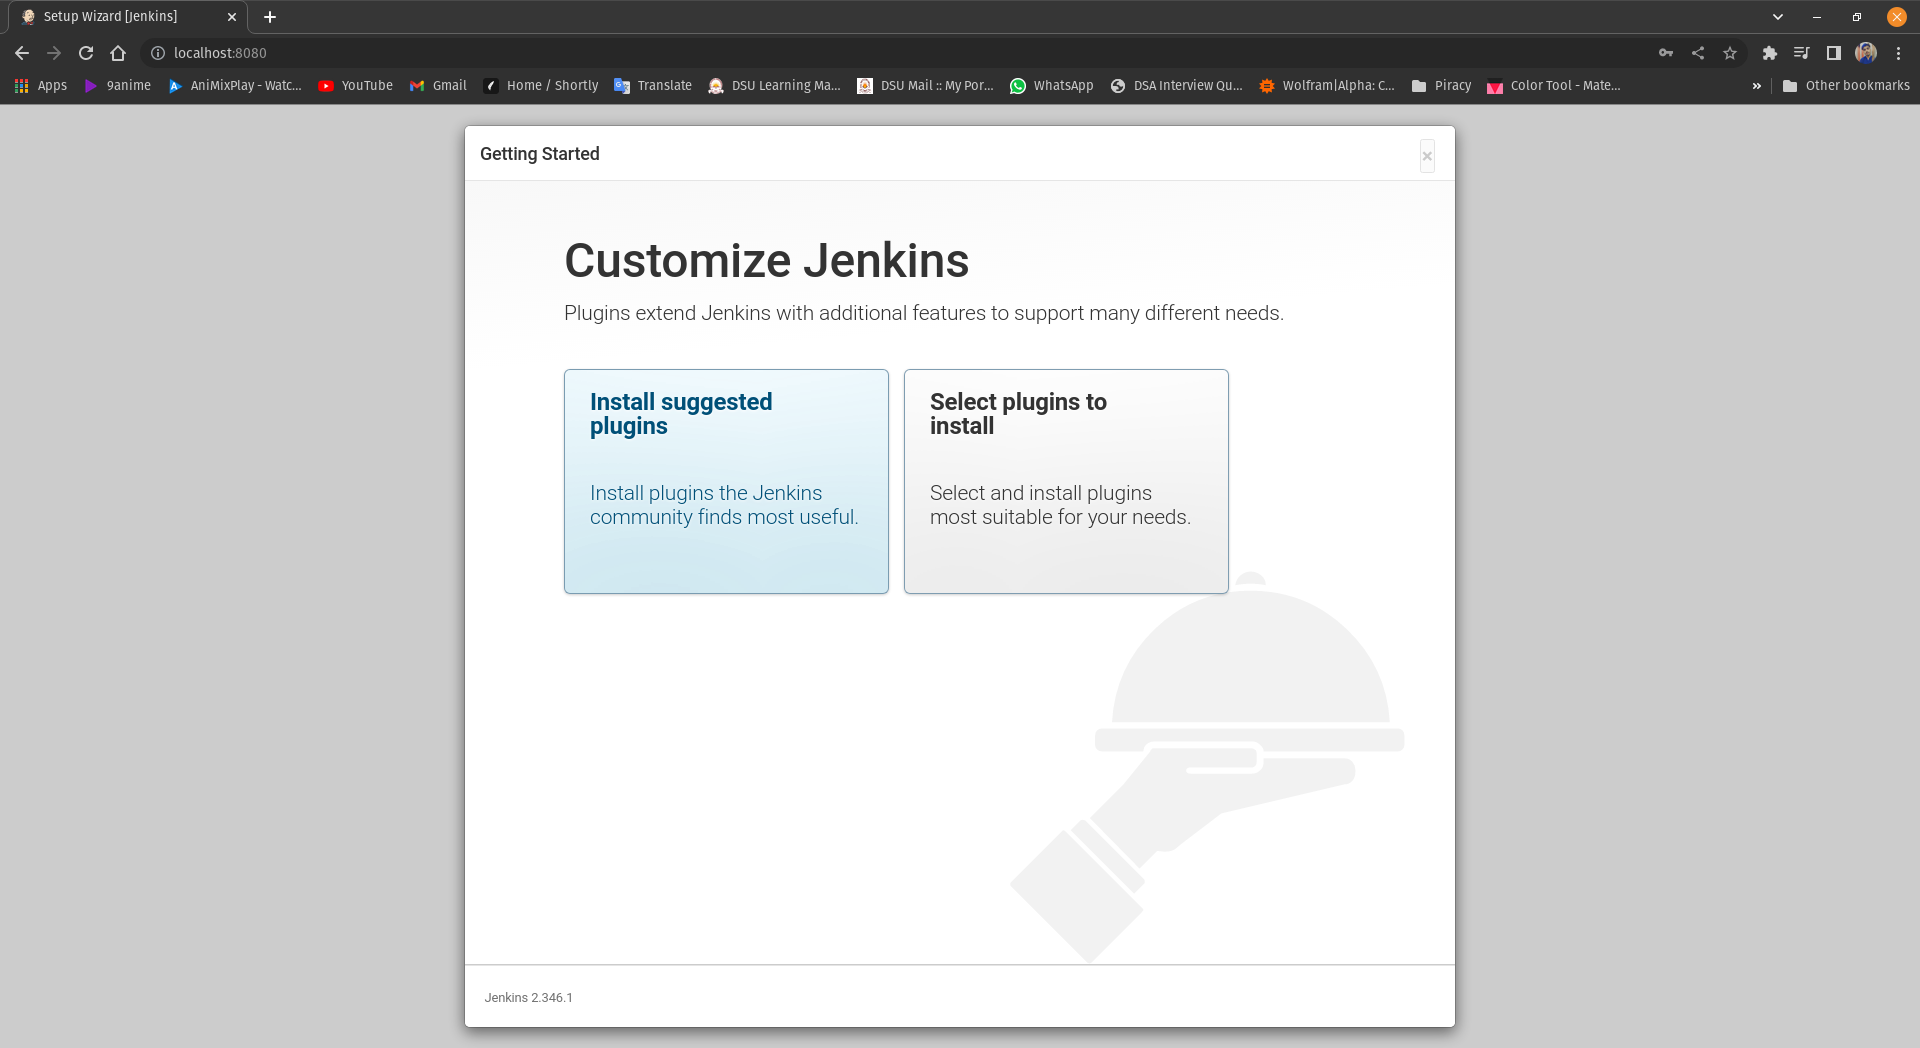 Setup Wizard [Jenkins]
localhost:8080
Apps
9anime
AniMixPlay - Watc...
YouTube
Gmail
Home / Shortly
Translate
DSU Learning Ma...
DSU Mail :: My Por...
WhatsApp
DSA Interview Qu...
Wolfram|Alpha: C...
Piracy
Color Tool - Mate...
Other bookmarks
Getting Started
Customize Jenkins
Plugins extend Jenkins with additional features to support many different needs.
Install suggested
plugins
Install plugins the Jenkins
community finds most useful.
Select plugins to
install
Select and install plugins
most suitable for your needs.
Jenkins 2.346.1